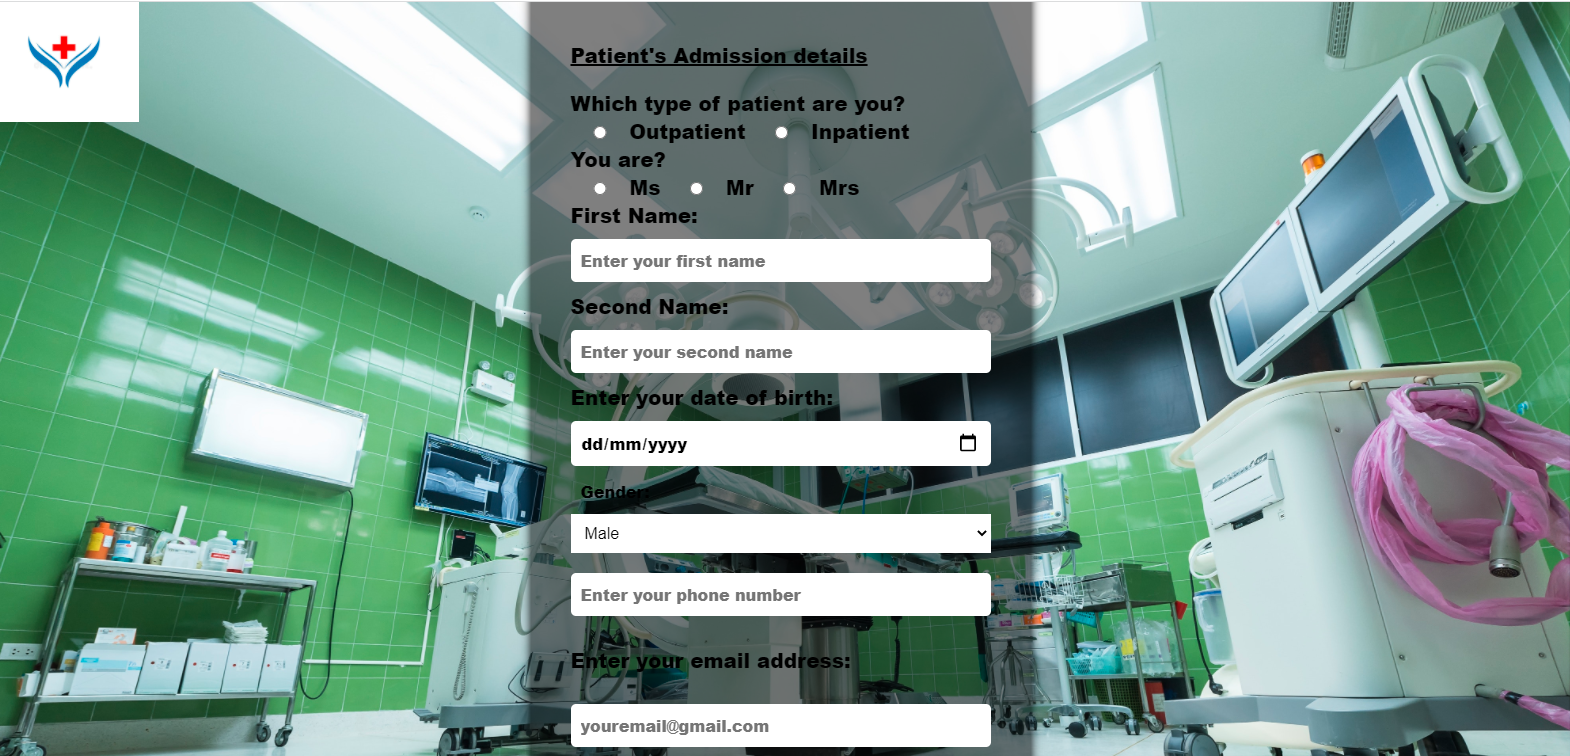 Patient's Admission details
Which type of patient are you?
Outpatient Inpatient
You are?
Ms Mr Mrs
First Name:
Enter your first name
Second Name:
Enter your second name
Enter your date of birth:
dd/mm/yyyy
Gender:
Male
Enter your phone number
Enter your email address:
youremail@gmail.com